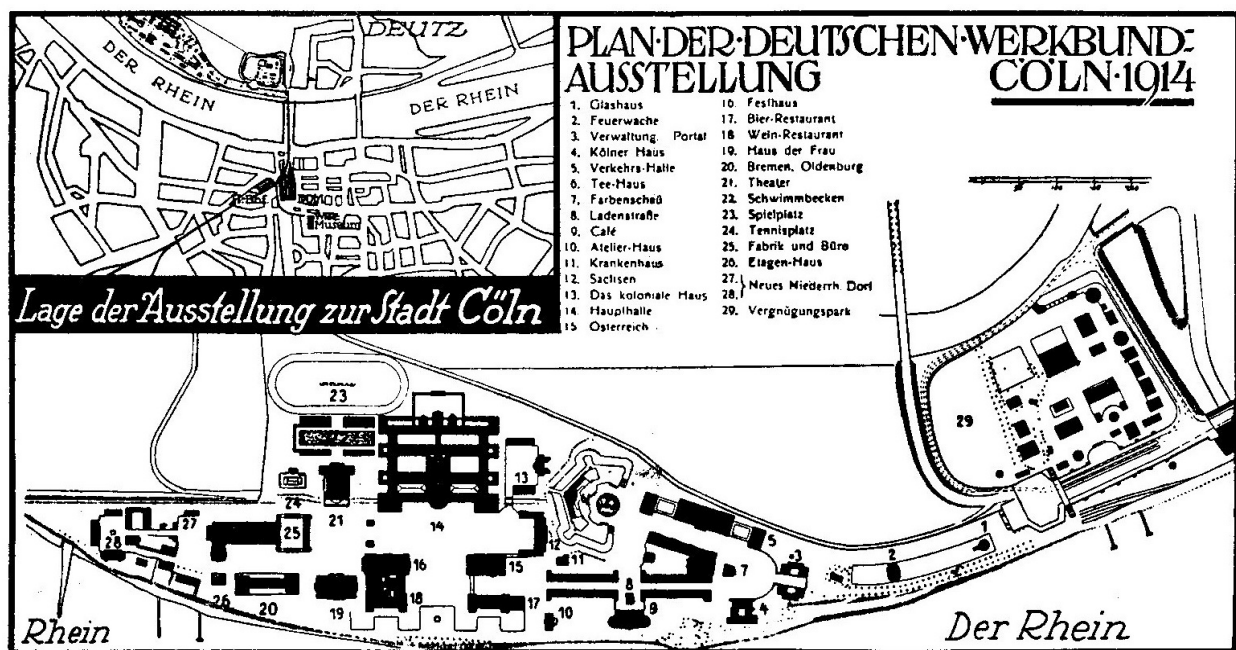 DEUTZ
DER RHEIN
DER RHEIN
H-Bhf.
DOM
Museum
Lage der Ausstellung zur Stadt Cöln
PLAN·DER·DEUTSCHEN·WERKBUND=
AUSSTELLUNG CÖLN·1914
1. Glashaus
2. Feuerwache
3. Verwaltung, Portal
4. Kölner Haus
5. Verkehrs-Halle
6. Tee-Haus
7. Farbenschau
8. Ladenstraße
9. Café
10. Atelier-Haus
11. Krankenhaus
12. Sachsen
13. Das koloniale Haus
14. Haupthalle
15. Osterreich
16. Festhaus
17. Bier-Restaurant
18. Wein-Restaurant
19. Haus der Frau
20. Bremen, Oldenburg
21. Theater
22. Schwimmbecken
23. Spielplatz
24. Tennisplatz
25. Fabrik und Büro
26. Etagen-Haus
27. } Neues Niederrh. Dorf
28.
29. Vergnügungspark
23
29
13
24
21
14
28
27
25
12
5
11
3
2
1
16
15
8
7
26
20
19
18
17
10
9
4
Rhein
Der Rhein